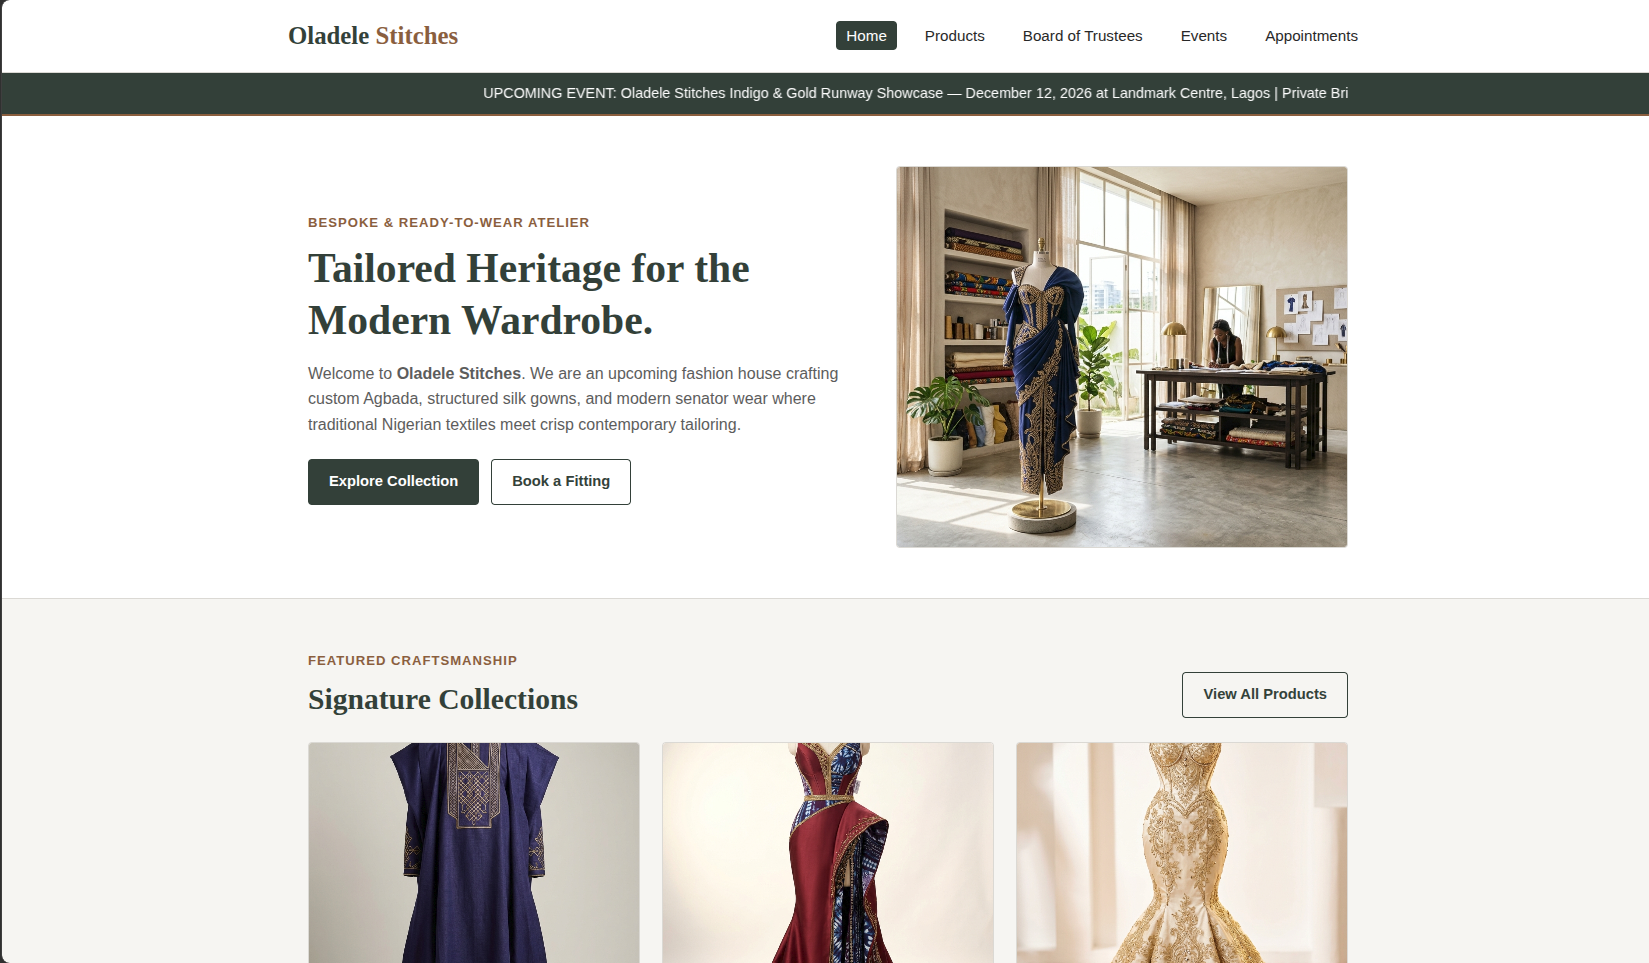 Oladele Stitches
Home Products Board of Trustees Events Appointments
UPCOMING EVENT: Oladele Stitches Indigo & Gold Runway Showcase — December 12, 2026 at Landmark Centre, Lagos | Private Bri
BESPOKE & READY-TO-WEAR ATELIER
Tailored Heritage for the
Modern Wardrobe.
Welcome to Oladele Stitches. We are an upcoming fashion house crafting
custom Agbada, structured silk gowns, and modern senator wear where
traditional Nigerian textiles meet crisp contemporary tailoring.
Explore Collection Book a Fitting
FEATURED CRAFTSMANSHIP
Signature Collections
View All Products